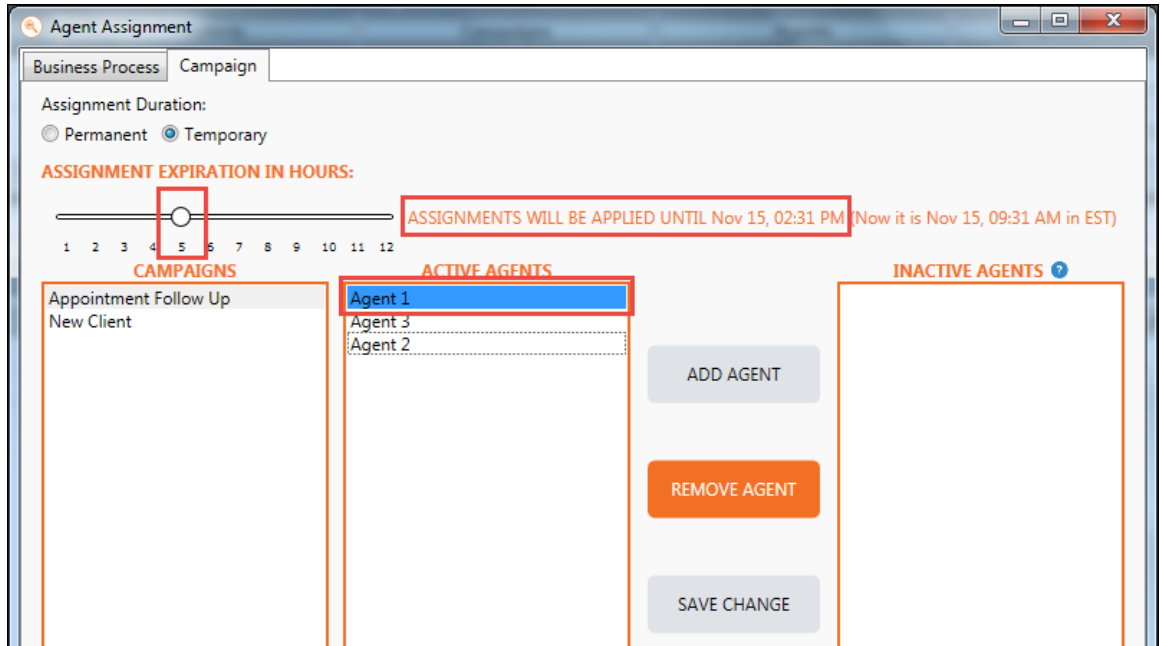 Agent Assignment
Business Process Campaign
Assignment Duration:
Permanent Temporary
ASSIGNMENT EXPIRATION IN HOURS:
ASSIGNMENTS WILL BE APPLIED UNTIL Nov 15, 02:31 PM (Now it is Nov 15, 09:31 AM in EST)
1 2 3 4 5 6 7 8 9 10 11 12
CAMPAIGNS ACTIVE AGENTS INACTIVE AGENTS ?
Appointment Follow Up
New Client
Agent 1
Agent 3
Agent 2
ADD AGENT
REMOVE AGENT
SAVE CHANGE